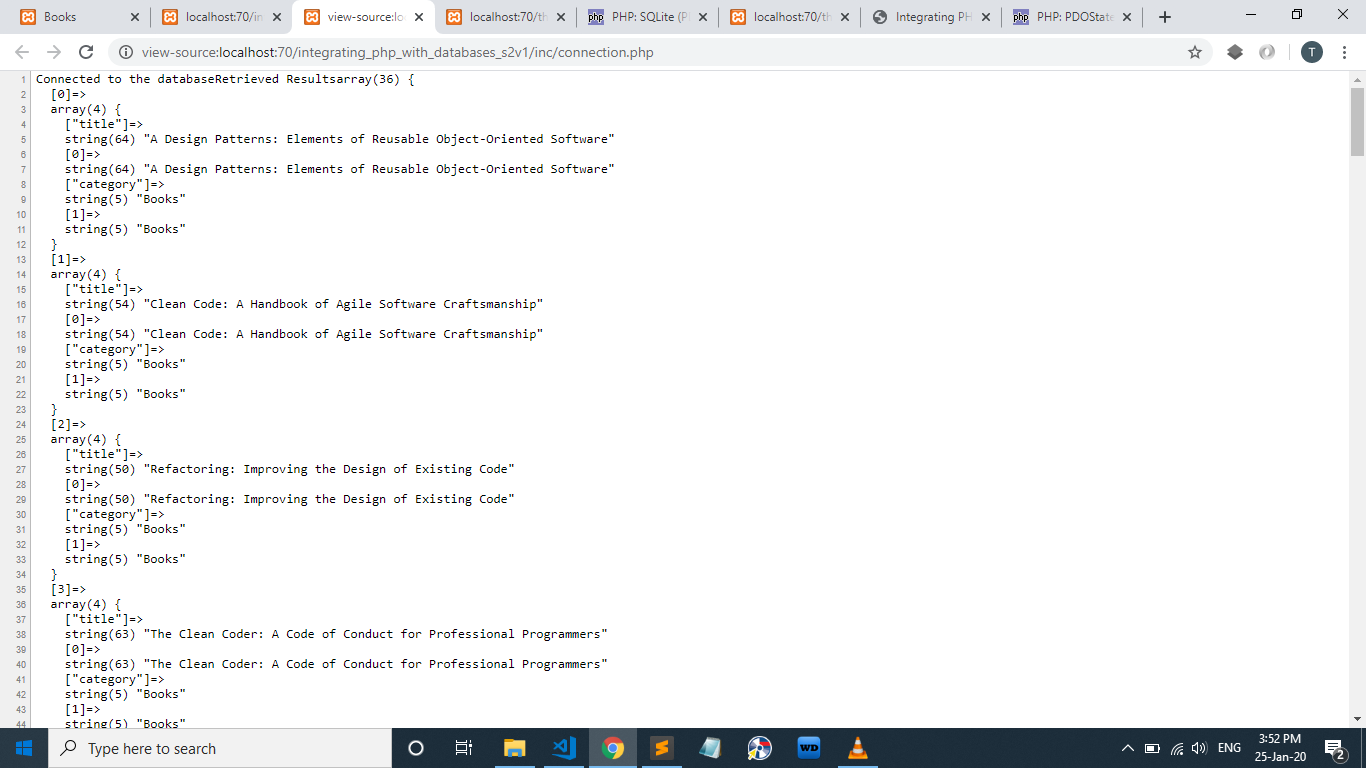 Books
localhost:70/in
view-source:lo
localhost:70/th
php
PHP: SQLite (P
localhost:70/th
Integrating PH
php
PHP: PDOState
view-source:localhost:70/integrating_php_with_databases_s2v1/inc/connection.php
T
1 Connected to the databaseRetrieved Resultsarray(36) {
2 [0]=>
3 array(4) {
4 ["title"]=>
5 string(64) "A Design Patterns: Elements of Reusable Object-Oriented Software"
6 [0]=>
7 string(64) "A Design Patterns: Elements of Reusable Object-Oriented Software"
8 ["category"]=>
9 string(5) "Books"
10 [1]=>
11 string(5) "Books"
12 }
13 [1]=>
14 array(4) {
15 ["title"]=>
16 string(54) "Clean Code: A Handbook of Agile Software Craftsmanship"
17 [0]=>
18 string(54) "Clean Code: A Handbook of Agile Software Craftsmanship"
19 ["category"]=>
20 string(5) "Books"
21 [1]=>
22 string(5) "Books"
23 }
24 [2]=>
25 array(4) {
26 ["title"]=>
27 string(50) "Refactoring: Improving the Design of Existing Code"
28 [0]=>
29 string(50) "Refactoring: Improving the Design of Existing Code"
30 ["category"]=>
31 string(5) "Books"
32 [1]=>
33 string(5) "Books"
34 }
35 [3]=>
36 array(4) {
37 ["title"]=>
38 string(63) "The Clean Coder: A Code of Conduct for Professional Programmers"
39 [0]=>
40 string(63) "The Clean Coder: A Code of Conduct for Professional Programmers"
41 ["category"]=>
42 string(5) "Books"
43 [1]=>
44 string(5) "Books"
Type here to search
WD
ENG
3:52 PM
25-Jan-20
2